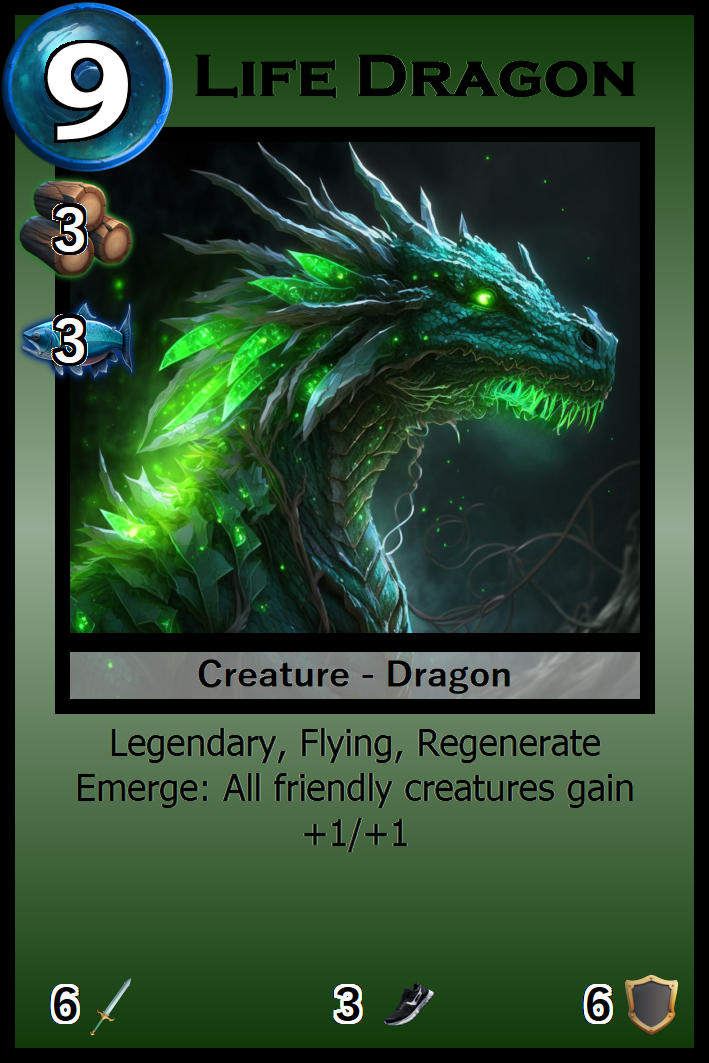 9
Life Dragon
3
3
Creature - Dragon
Legendary, Flying, Regenerate
Emerge: All friendly creatures gain
+1/+1
6 3 6